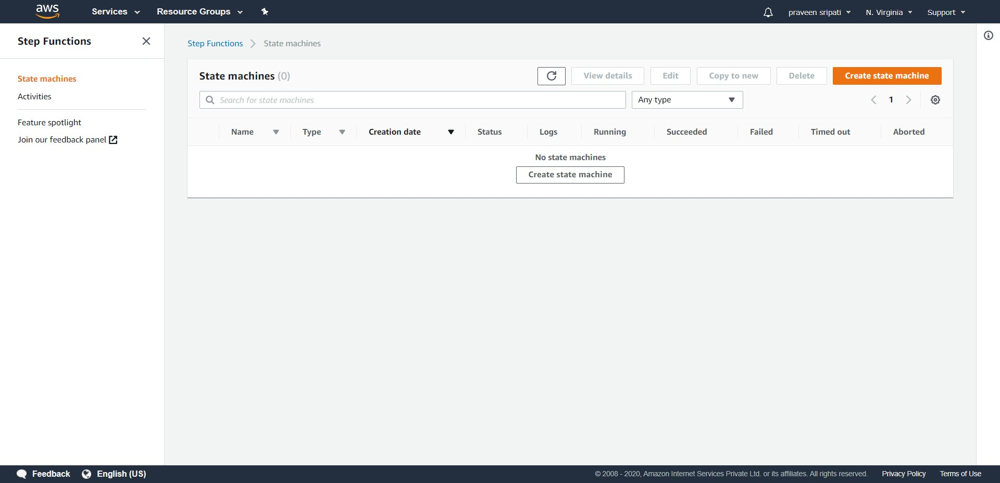 aws Services Resource Groups praveen sripati N. Virginia Support
Step Functions
State machines
Activities
Feature spotlight
Join our feedback panel
Step Functions State machines
State machines (0) View details Edit Copy to new Delete Create state machine
Search for state machines Any type 1
Name Type Creation date Status Logs Running Succeeded Failed Timed out Aborted
No state machines
Create state machine
Feedback English (US) © 2008 - 2020, Amazon Internet Services Private Ltd. or its affiliates. All rights reserved. Privacy Policy Terms of Use